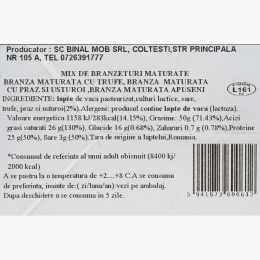 Producator : SC BINAL MOB SRL, COLTESTI,STR PRINCIPALA
NR 105 A, TEL 0726391777
MIX DE BRANZETURI MATURATE
BRANZA MATURATA CU TRUFE, BRANZA MATURATA
CU PRAZ SI USTUROI ,BRANZA MATURATA APUSENI
L161
INGREDIENTE: lapte de vaca pasteurizat,culturi lactice, sare,
trufe, praz si usturoi(2%). Alergeni: produsul contine lapte de vaca (lactoza).
Valoare energetica 1158 kJ/283kcal(14.15%), Grasime: 50g (71.43%),Acizi
grasi saturati 26 g(130%), Glucide 16 g(0.68%), Zaharuri 0.7 g (0.78%),Proteine
25 g(50%), Sare 3g (50%) Tara de origine a laptelui,Romania.
*Consumul de referinta al unui adult obisnuit (8400 kj/
2000 kcal)
A se pastra la o temperatura de +2...+8 C.A se consuma
de preferinta, inainte de:( zi/luna/an):vezi pe ambalaj.
Dupa deschidere a se consuma in 5 zile.